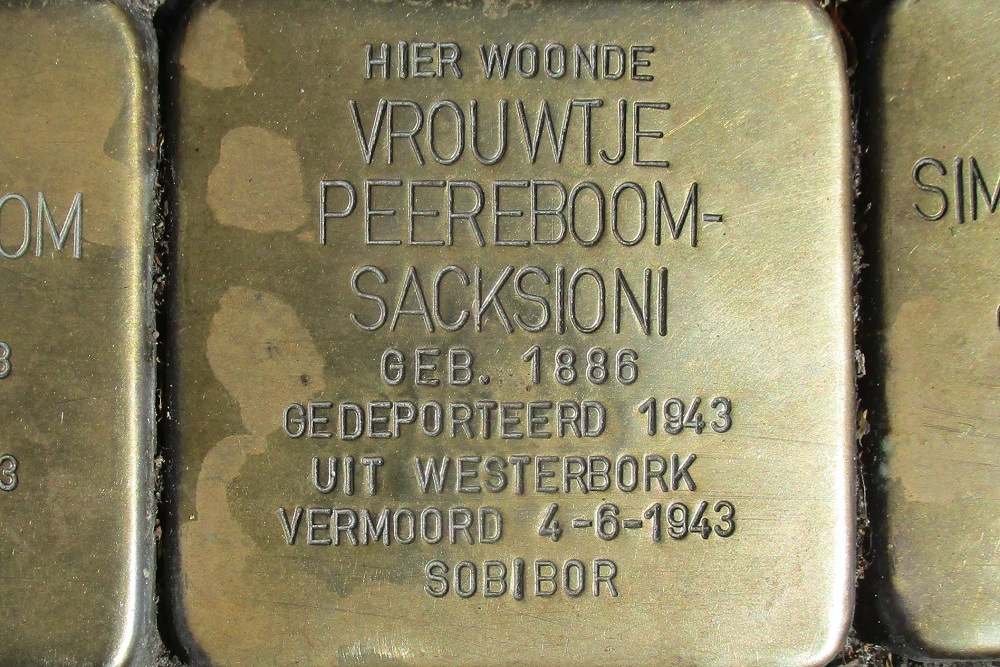 HIER WOONDE
VROUWTJE
PEEREBOOM-
SACKSIONI
GEB. 1886
GEDEPORTEERD 1943
UIT WESTERBORK
VERMOORD 4-6-1943
SOBIBOR